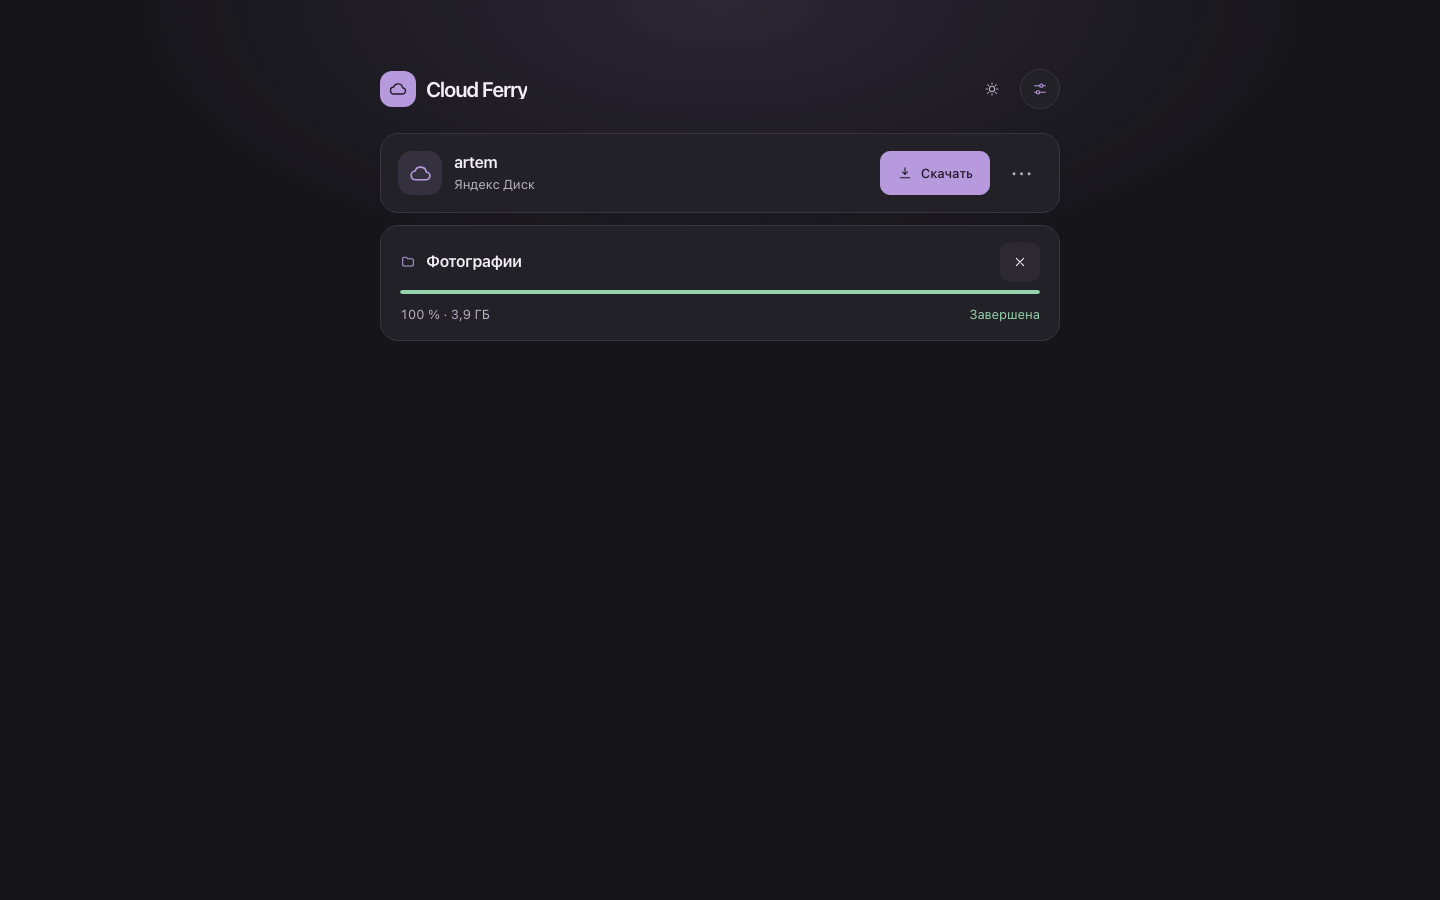 Cloud Ferry
artem
Яндекс Диск
Скачать
Фотографии
100 % · 3,9 ГБ
Завершена